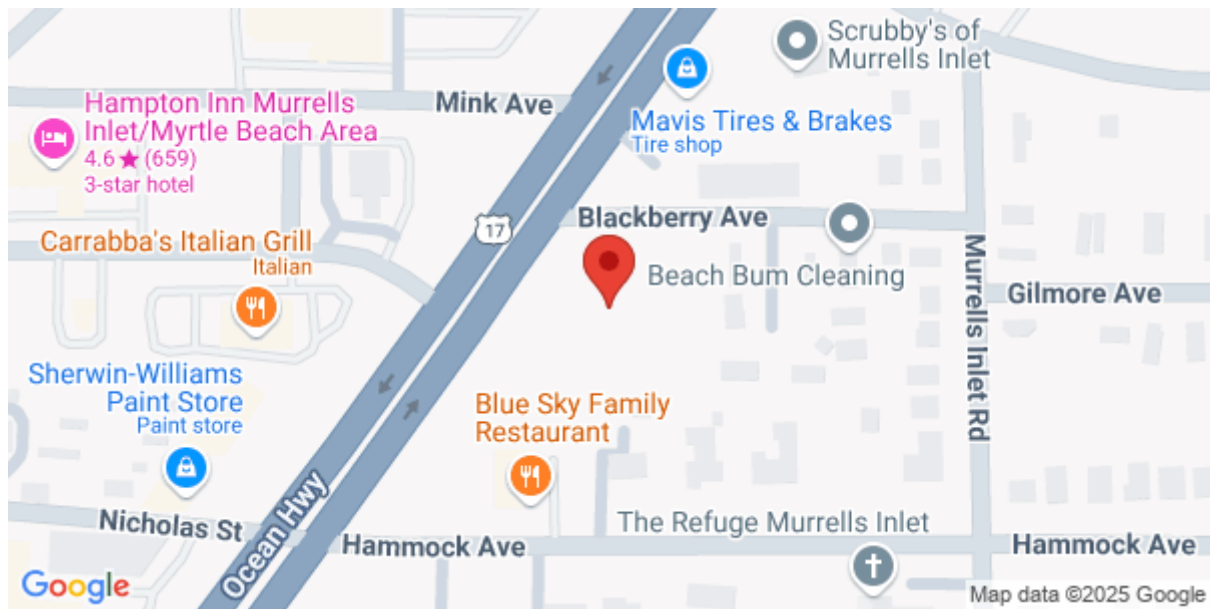 Scrubby's of
Murrells Inlet
Mink Ave
Hampton Inn Murrells
Inlet/Myrtle Beach Area
4.6★ (659)
3-star hotel
Mavis Tires & Brakes
Tire shop
17
Blackberry Ave
Carrabba's Italian Grill
Italian
Beach Bum Cleaning
Murrells Inlet Rd
Gilmore Ave
Sherwin-Williams
Paint Store
Paint store
Blue Sky Family
Restaurant
Ocean Hwy
Nicholas St
Hammock Ave
The Refuge Murrells Inlet
Hammock Ave
Google
Map data ©2025 Google